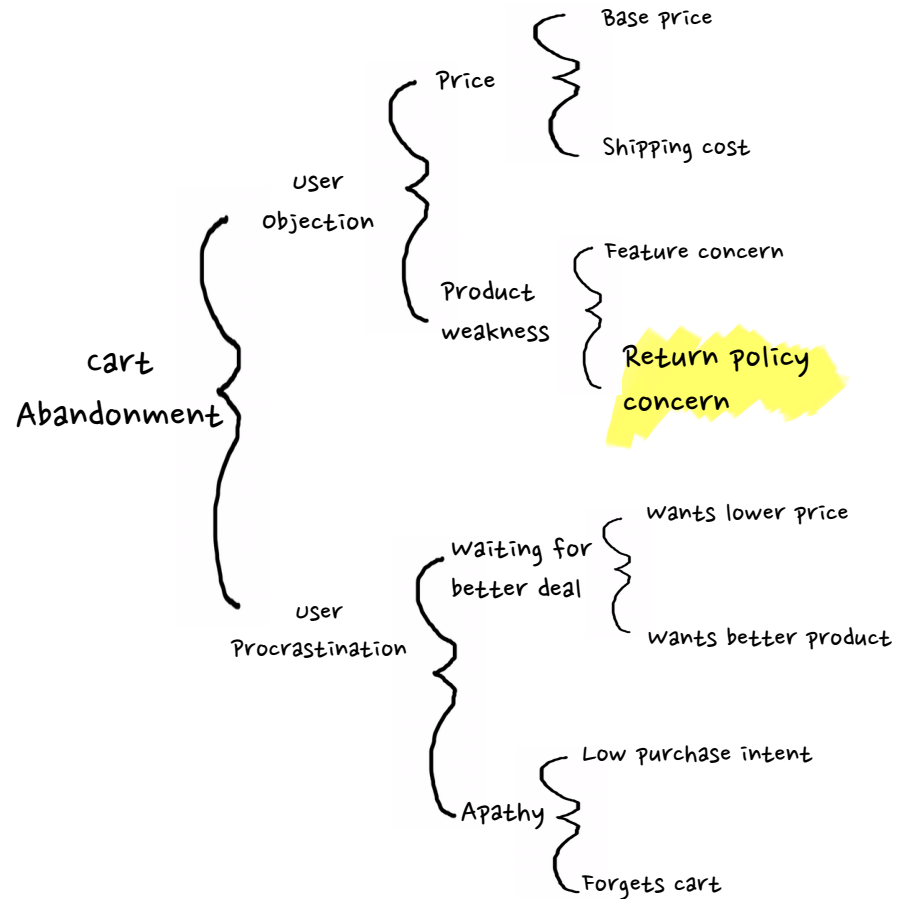 Base price
Price
Shipping cost
user
objection
Feature concern
Product
weakness
Return policy
concern
cart
Abandonment
wants lower price
waiting for
better deal
user
Procrastination
wants better product
Low purchase intent
Apathy
Forgets cart